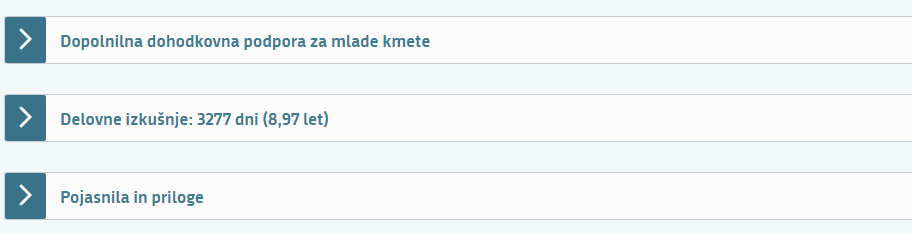 Dopolnilna dohodkovna podpora za mlade kmete
Delovne izkušnje: 3277 dni (8,97 let)
Pojasnila in priloge